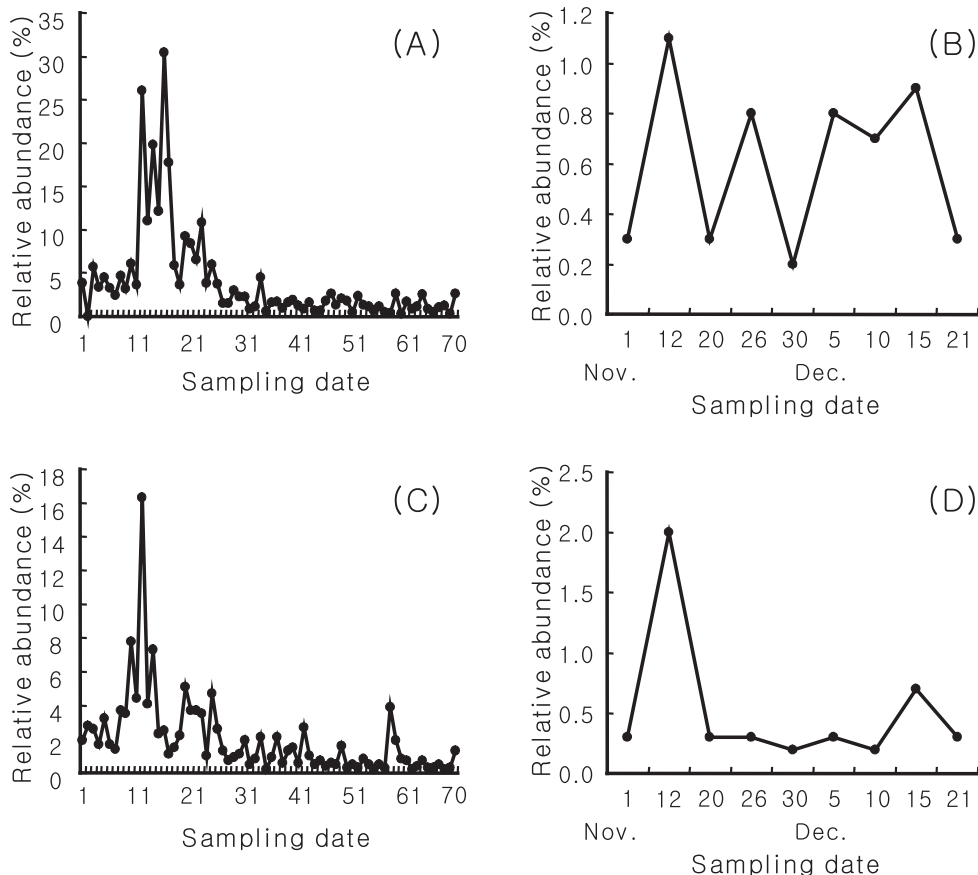 (A)
Relative abundance (%)
35
30
25
20
15
10
5
0
1 11 21 31 41 51 61 70
Sampling date
(B)
Relative abundance (%)
1.2
1.0
0.8
0.6
0.4
0.2
0.0
1 12 20 26 30 5 10 15 21
Nov. Dec.
Sampling date
(C)
Relative abundance (%)
18
16
14
12
10
8
6
4
2
0
1 11 21 31 41 51 61 70
Sampling date
(D)
Relative abundance (%)
2.5
2.0
1.5
1.0
0.5
0.0
1 12 20 26 30 5 10 15 21
Nov. Dec.
Sampling date